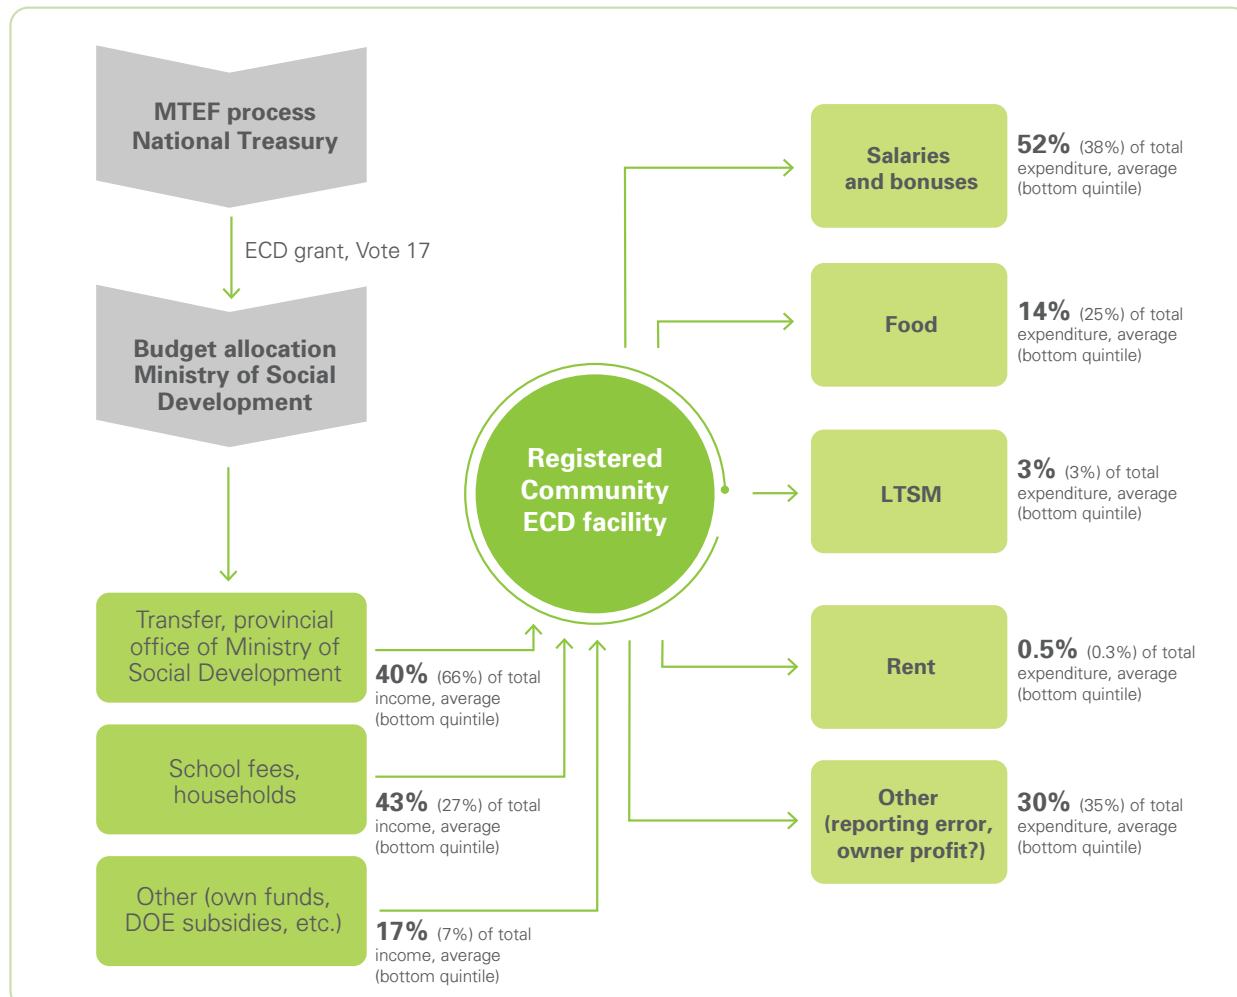 MTEF process
National Treasury
ECD grant, Vote 17
Budget allocation
Ministry of Social
Development
Transfer, provincial
office of Ministry of
Social Development
40% (66%) of total
income, average
(bottom quintile)
School fees,
households
43% (27%) of total
income, average
(bottom quintile)
Other (own funds,
DOE subsidies, etc.)
17% (7%) of total
income, average
(bottom quintile)
Registered
Community
ECD facility
Salaries
and bonuses
52% (38%) of total
expenditure, average
(bottom quintile)
Food
14% (25%) of total
expenditure, average
(bottom quintile)
LTSM
3% (3%) of total
expenditure, average
(bottom quintile)
Rent
0.5% (0.3%) of total
expenditure, average
(bottom quintile)
Other
(reporting error,
owner profit?)
30% (35%) of total
expenditure, average
(bottom quintile)